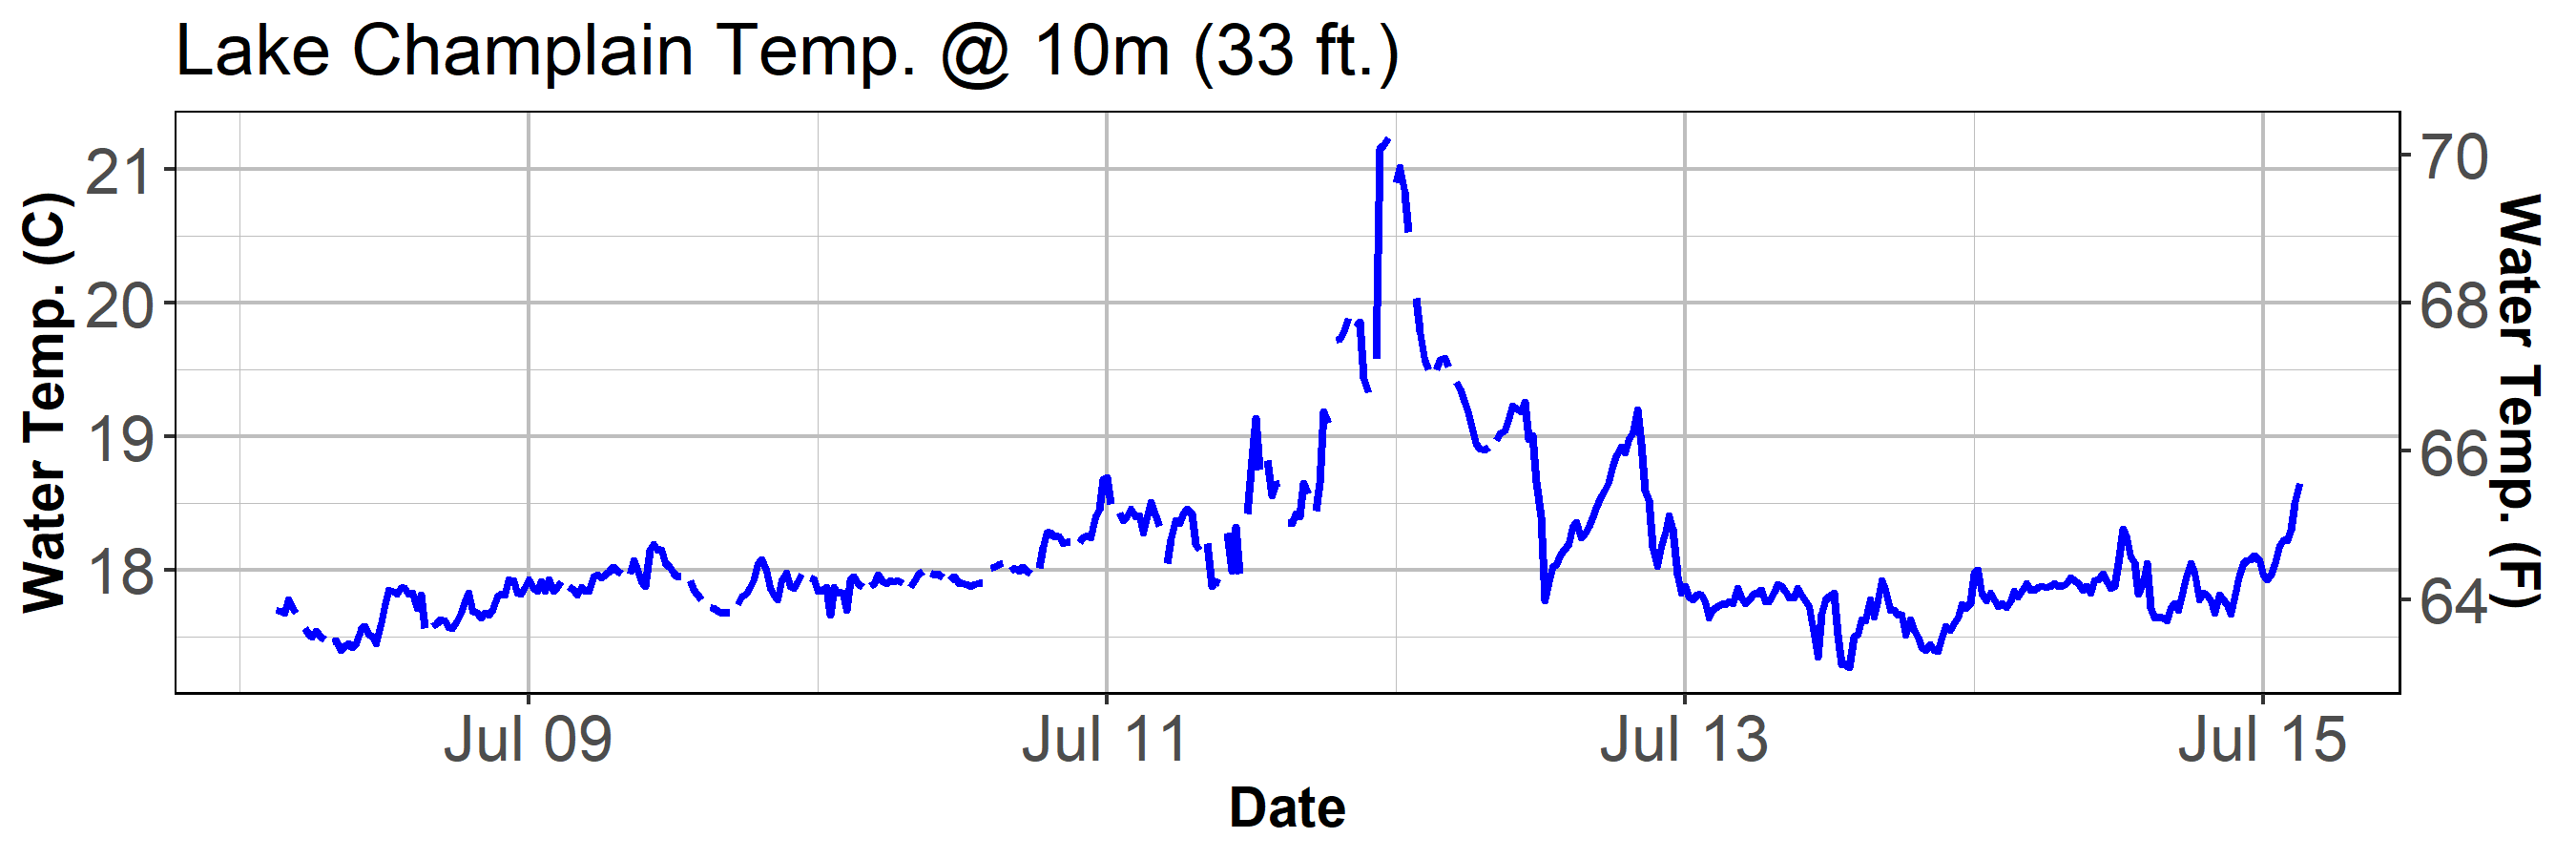 Lake Champlain Temp. @ 10m (33 ft.)
Water Temp. (C)
21
20
19
18
70
68
66
64
Water Temp. (F)
Jul 09 Jul 11 Jul 13 Jul 15
Date